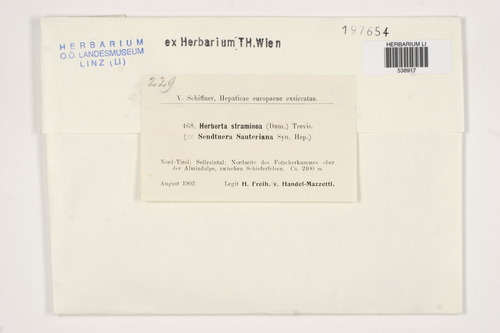 HERBARIUM
O.Ö. LANDESMUSEUM
LINZ (LI)
ex Herbarium TH.Wien
197654
HERBARIUM LI
538917
229
V. Schiffner, Hepaticae europaeae exsiccatae.
468. Herberta straminea (Dum.) Trevis.
(= Sendtnera Sauteriana Syn. Hep.)
Nord-Tirol: Sellraintal; Nordseite des Fotscherkammes ober
der Almindalpe, zwischen Schieferfelsen. Ca. 2100 m.
August 1902. Legit H. Freih. v. Handel-Mazzetti.